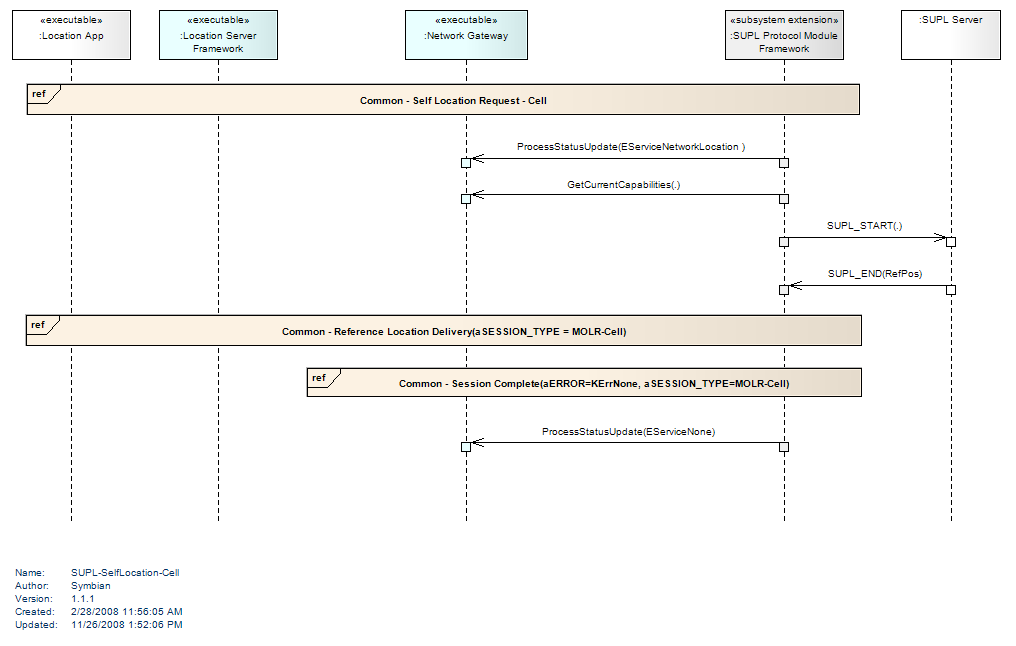 «executable»
:Location App
«executable»
:Location Server
Framework
«executable»
:Network Gateway
«subsystem extension»
:SUPL Protocol Module
Framework
:SUPL Server
ref
Common - Self Location Request - Cell
ProcessStatusUpdate(EServiceNetworkLocation )
GetCurrentCapabilities(.)
SUPL_START(.)
SUPL_END(RefPos)
ref
Common - Reference Location Delivery(aSESSION_TYPE = MOLR-Cell)
ref
Common - Session Complete(aERROR=KErrNone, aSESSION_TYPE=MOLR-Cell)
ProcessStatusUpdate(EServiceNone)
Name: SUPL-SelfLocation-Cell
Author: Symbian
Version: 1.1.1
Created: 2/28/2008 11:56:05 AM
Updated: 11/26/2008 1:52:06 PM